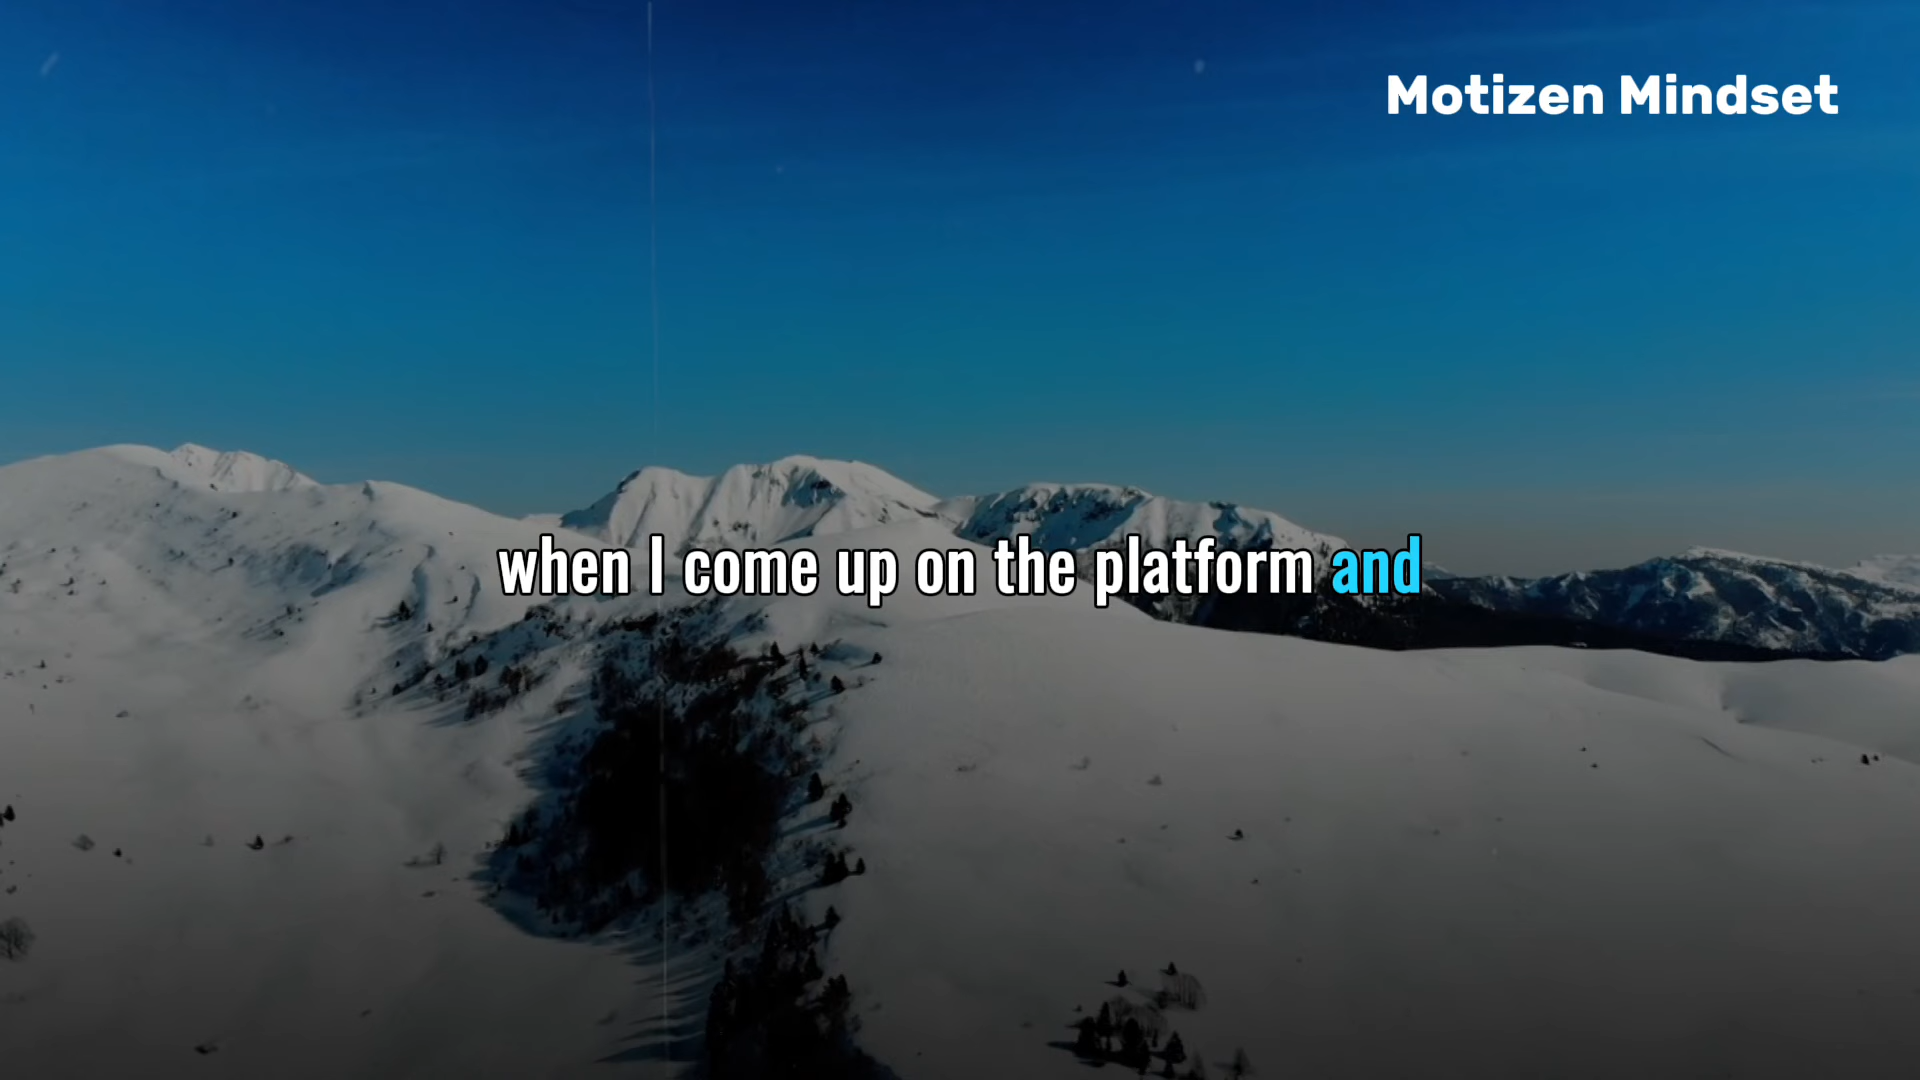 Motizen Mindset
when I come up on the platform and